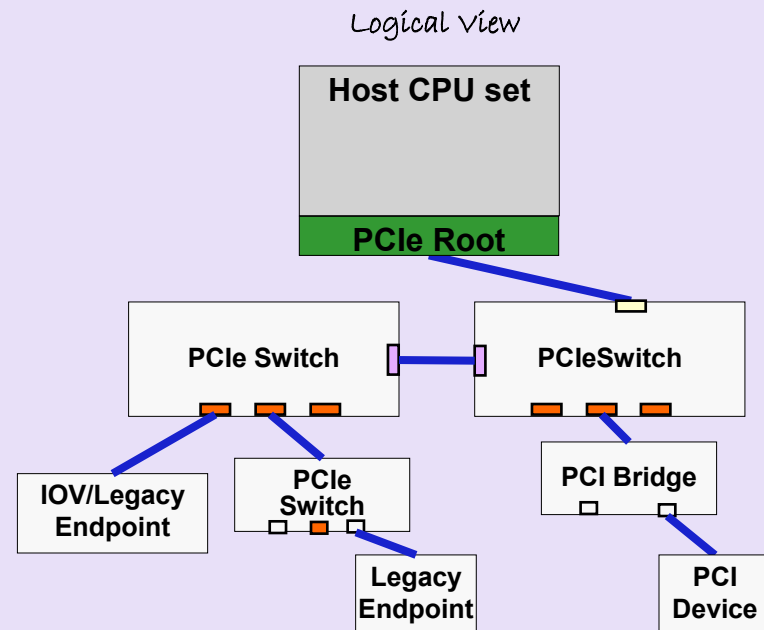 Logical View
Host CPU set
PCIe Root
PCIe Switch
PCIeSwitch
IOV/Legacy
Endpoint
PCIe
Switch
PCI Bridge
Legacy
Endpoint
PCI
Device